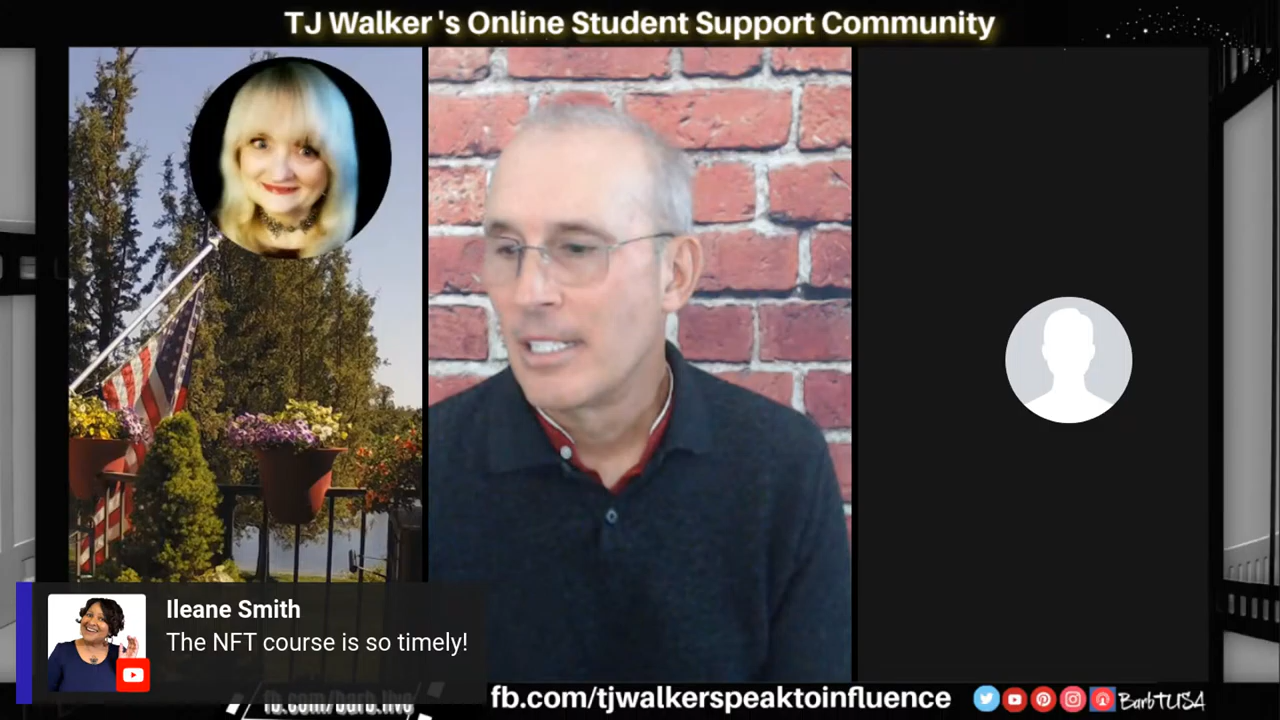 TJ Walker 's Online Student Support Community
Ileane Smith
The NFT course is so timely!
fb.com/barb.live
fb.com/tjwalkerspeaktoinfluence
BarbTUSA